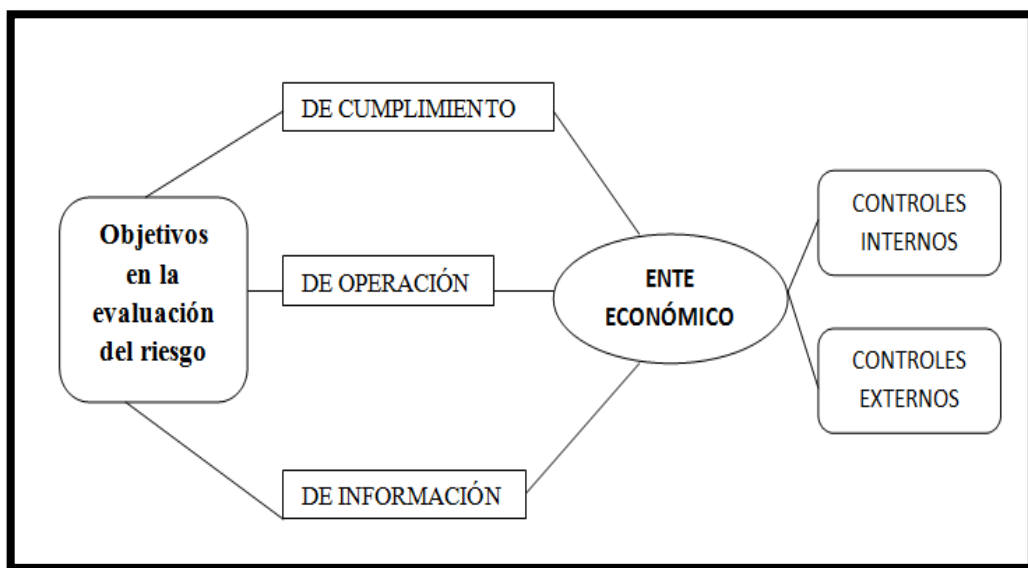 DE CUMPLIMIENTO
Objetivos
en la
evaluación
del riesgo
DE OPERACIÓN
DE INFORMACIÓN
ENTE
ECONÓMICO
CONTROLES
INTERNOS
CONTROLES
EXTERNOS